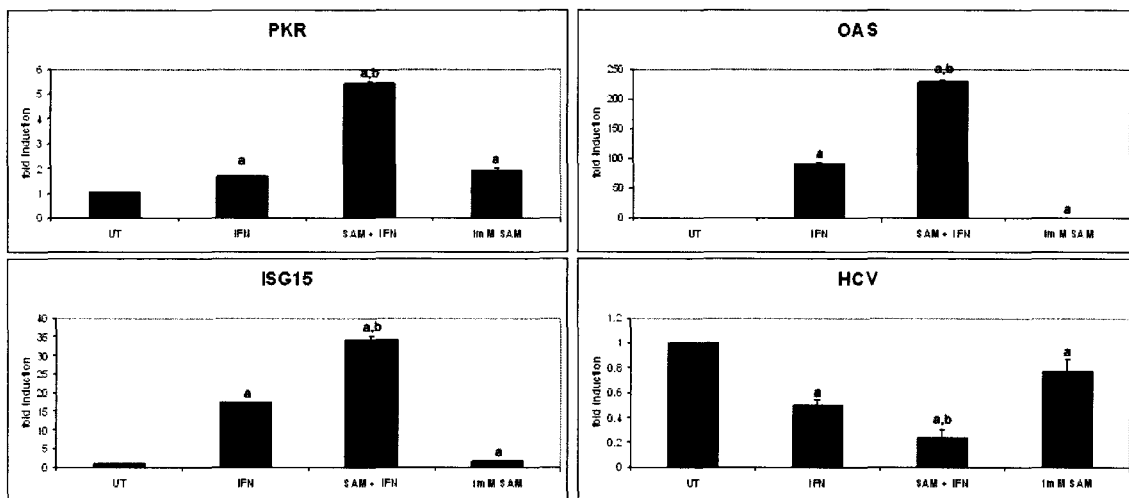 PKR
fold induction
6
5
4
3
2
1
0
a
a,b
a
UT IFN SAM + IFN 1mM SAM
OAS
fold induction
250
200
150
100
50
0
a
a,b
a
UT IFN SAM + IFN 1mM SAM
ISG15
fold induction
40
35
30
25
20
15
10
5
0
a
a,b
a
UT IFN SAM + IFN 1mM SAM
HCV
fold induction
1.2
1
0.8
0.6
0.4
0.2
0
a
a,b
a
UT IFN SAM + IFN 1mM SAM